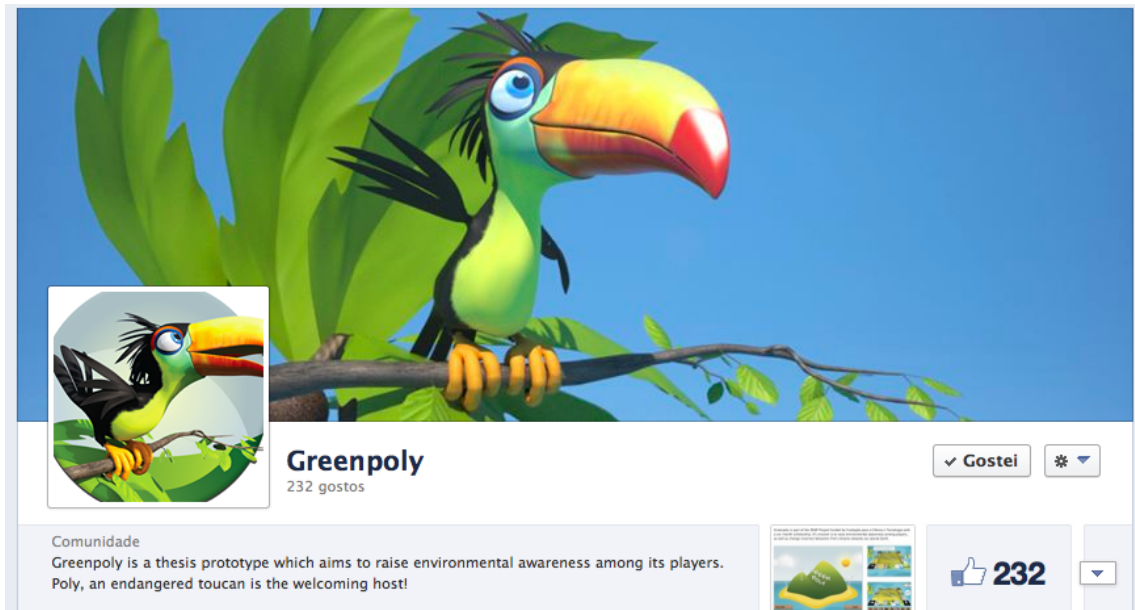 Greenpoly
232 gostos
Gostei
Comunidade
Greenpoly is a thesis prototype which aims to raise environmental awareness among its players.
Poly, an endangered toucan is the welcoming host!
232